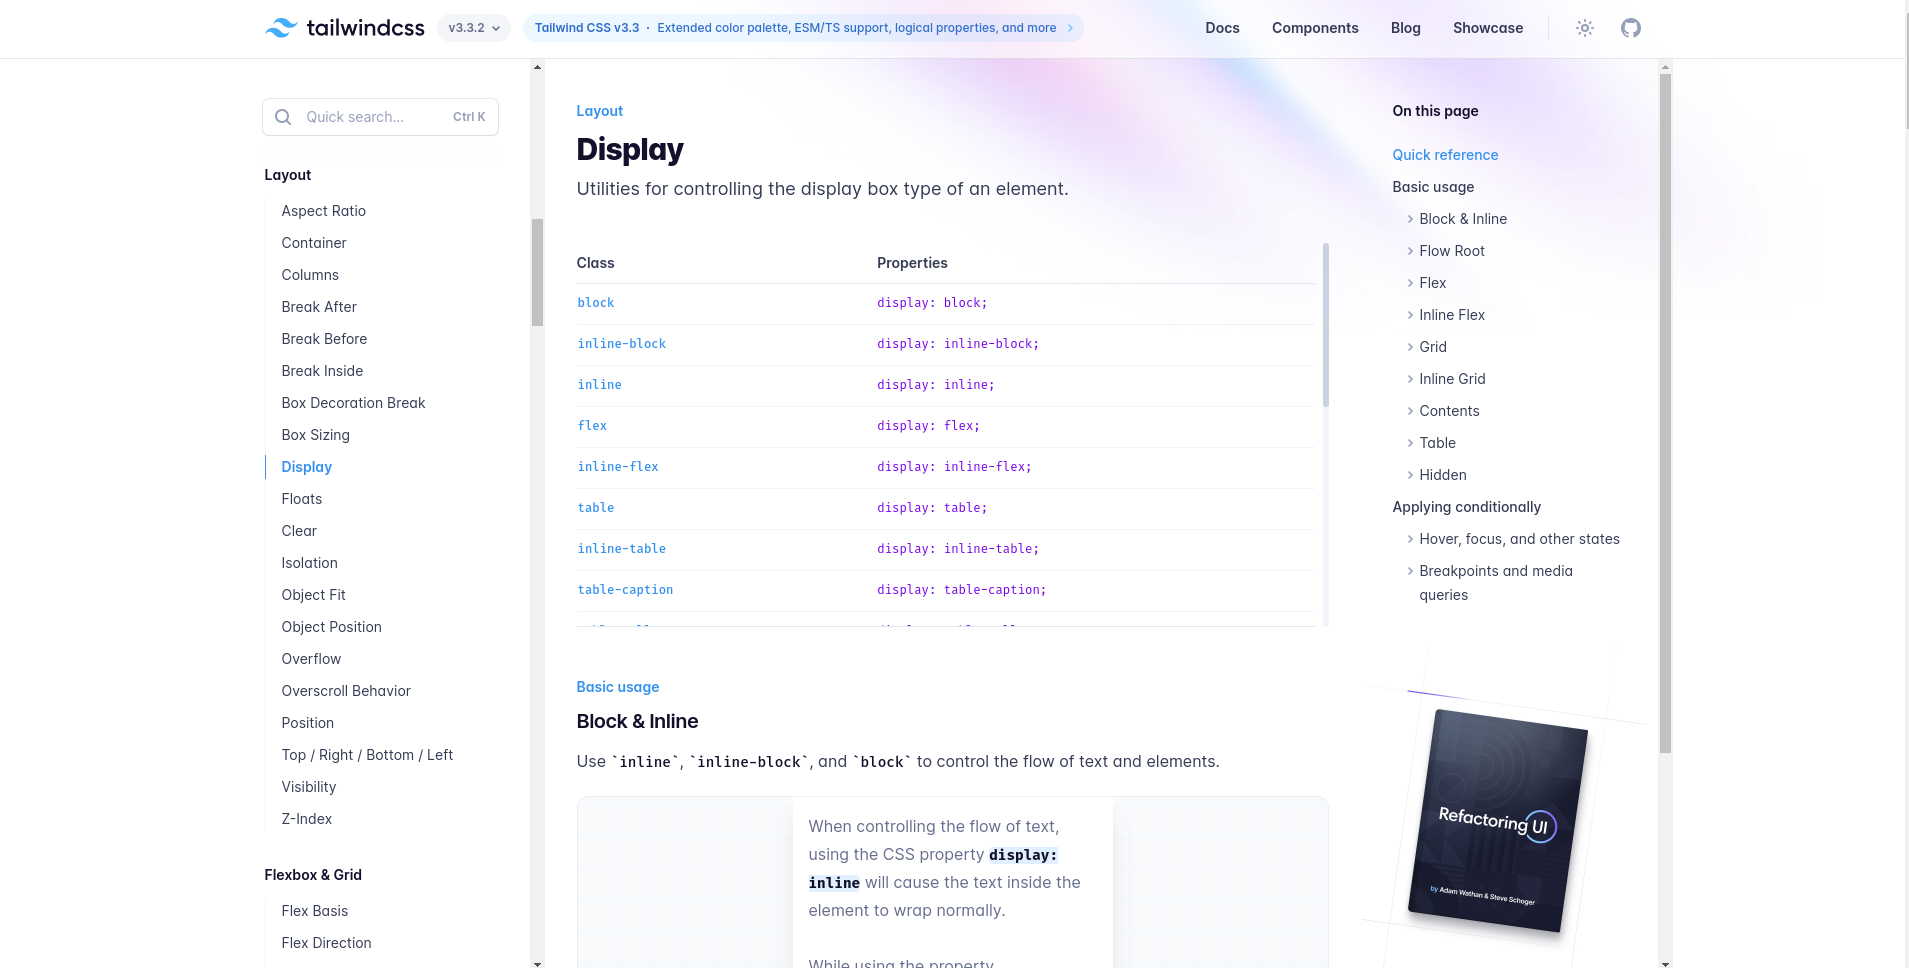 tailwindcss
v3.3.2
Tailwind CSS v3.3 · Extended color palette, ESM/TS support, logical properties, and more
Docs
Components
Blog
Showcase
Quick search...
Ctrl K
Layout
Aspect Ratio
Container
Columns
Break After
Break Before
Break Inside
Box Decoration Break
Box Sizing
Display
Floats
Clear
Isolation
Object Fit
Object Position
Overflow
Overscroll Behavior
Position
Top / Right / Bottom / Left
Visibility
Z-Index
Flexbox & Grid
Flex Basis
Flex Direction
Layout
Display
Utilities for controlling the display box type of an element.
Class Properties
block display: block;
inline-block display: inline-block;
inline display: inline;
flex display: flex;
inline-flex display: inline-flex;
table display: table;
inline-table display: inline-table;
table-caption display: table-caption;
Basic usage
Block & Inline
Use `inline`, `inline-block`, and `block` to control the flow of text and elements.
When controlling the flow of text,
using the CSS property display:
inline will cause the text inside the
element to wrap normally.
While using the property
On this page
Quick reference
Basic usage
Block & Inline
Flow Root
Flex
Inline Flex
Grid
Inline Grid
Contents
Table
Hidden
Applying conditionally
Hover, focus, and other states
Breakpoints and media
queries
Refactoring UI
by Adam Wathan & Steve Schoger